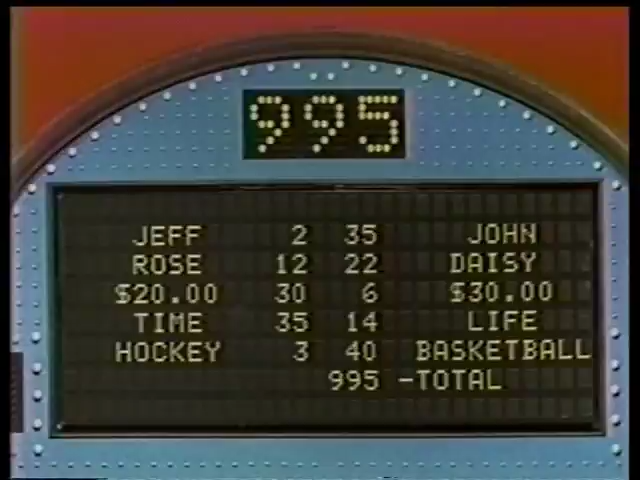 995
JEFF 2 35 JOHN
ROSE 12 22 DAISY
$20.00 30 6 $30.00
TIME 35 14 LIFE
HOCKEY 3 40 BASKETBALL
995 -TOTAL